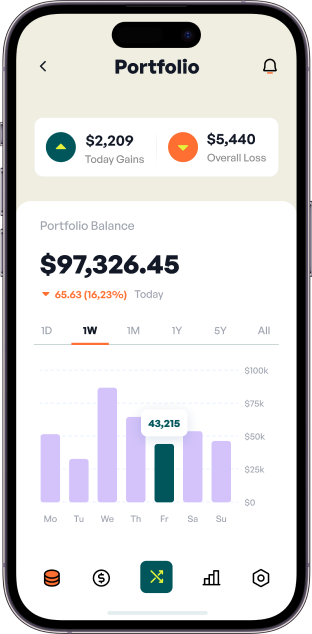 Portfolio
$2,209
Today Gains
$5,440
Overall Loss
Portfolio Balance
$97,326.45
65.63 (16,23%) Today
1D 1W 1M 1Y 5Y All
$100k
$75k
43,215
$50k
$25k
$0
Mo Tu We Th Fr Sa Su